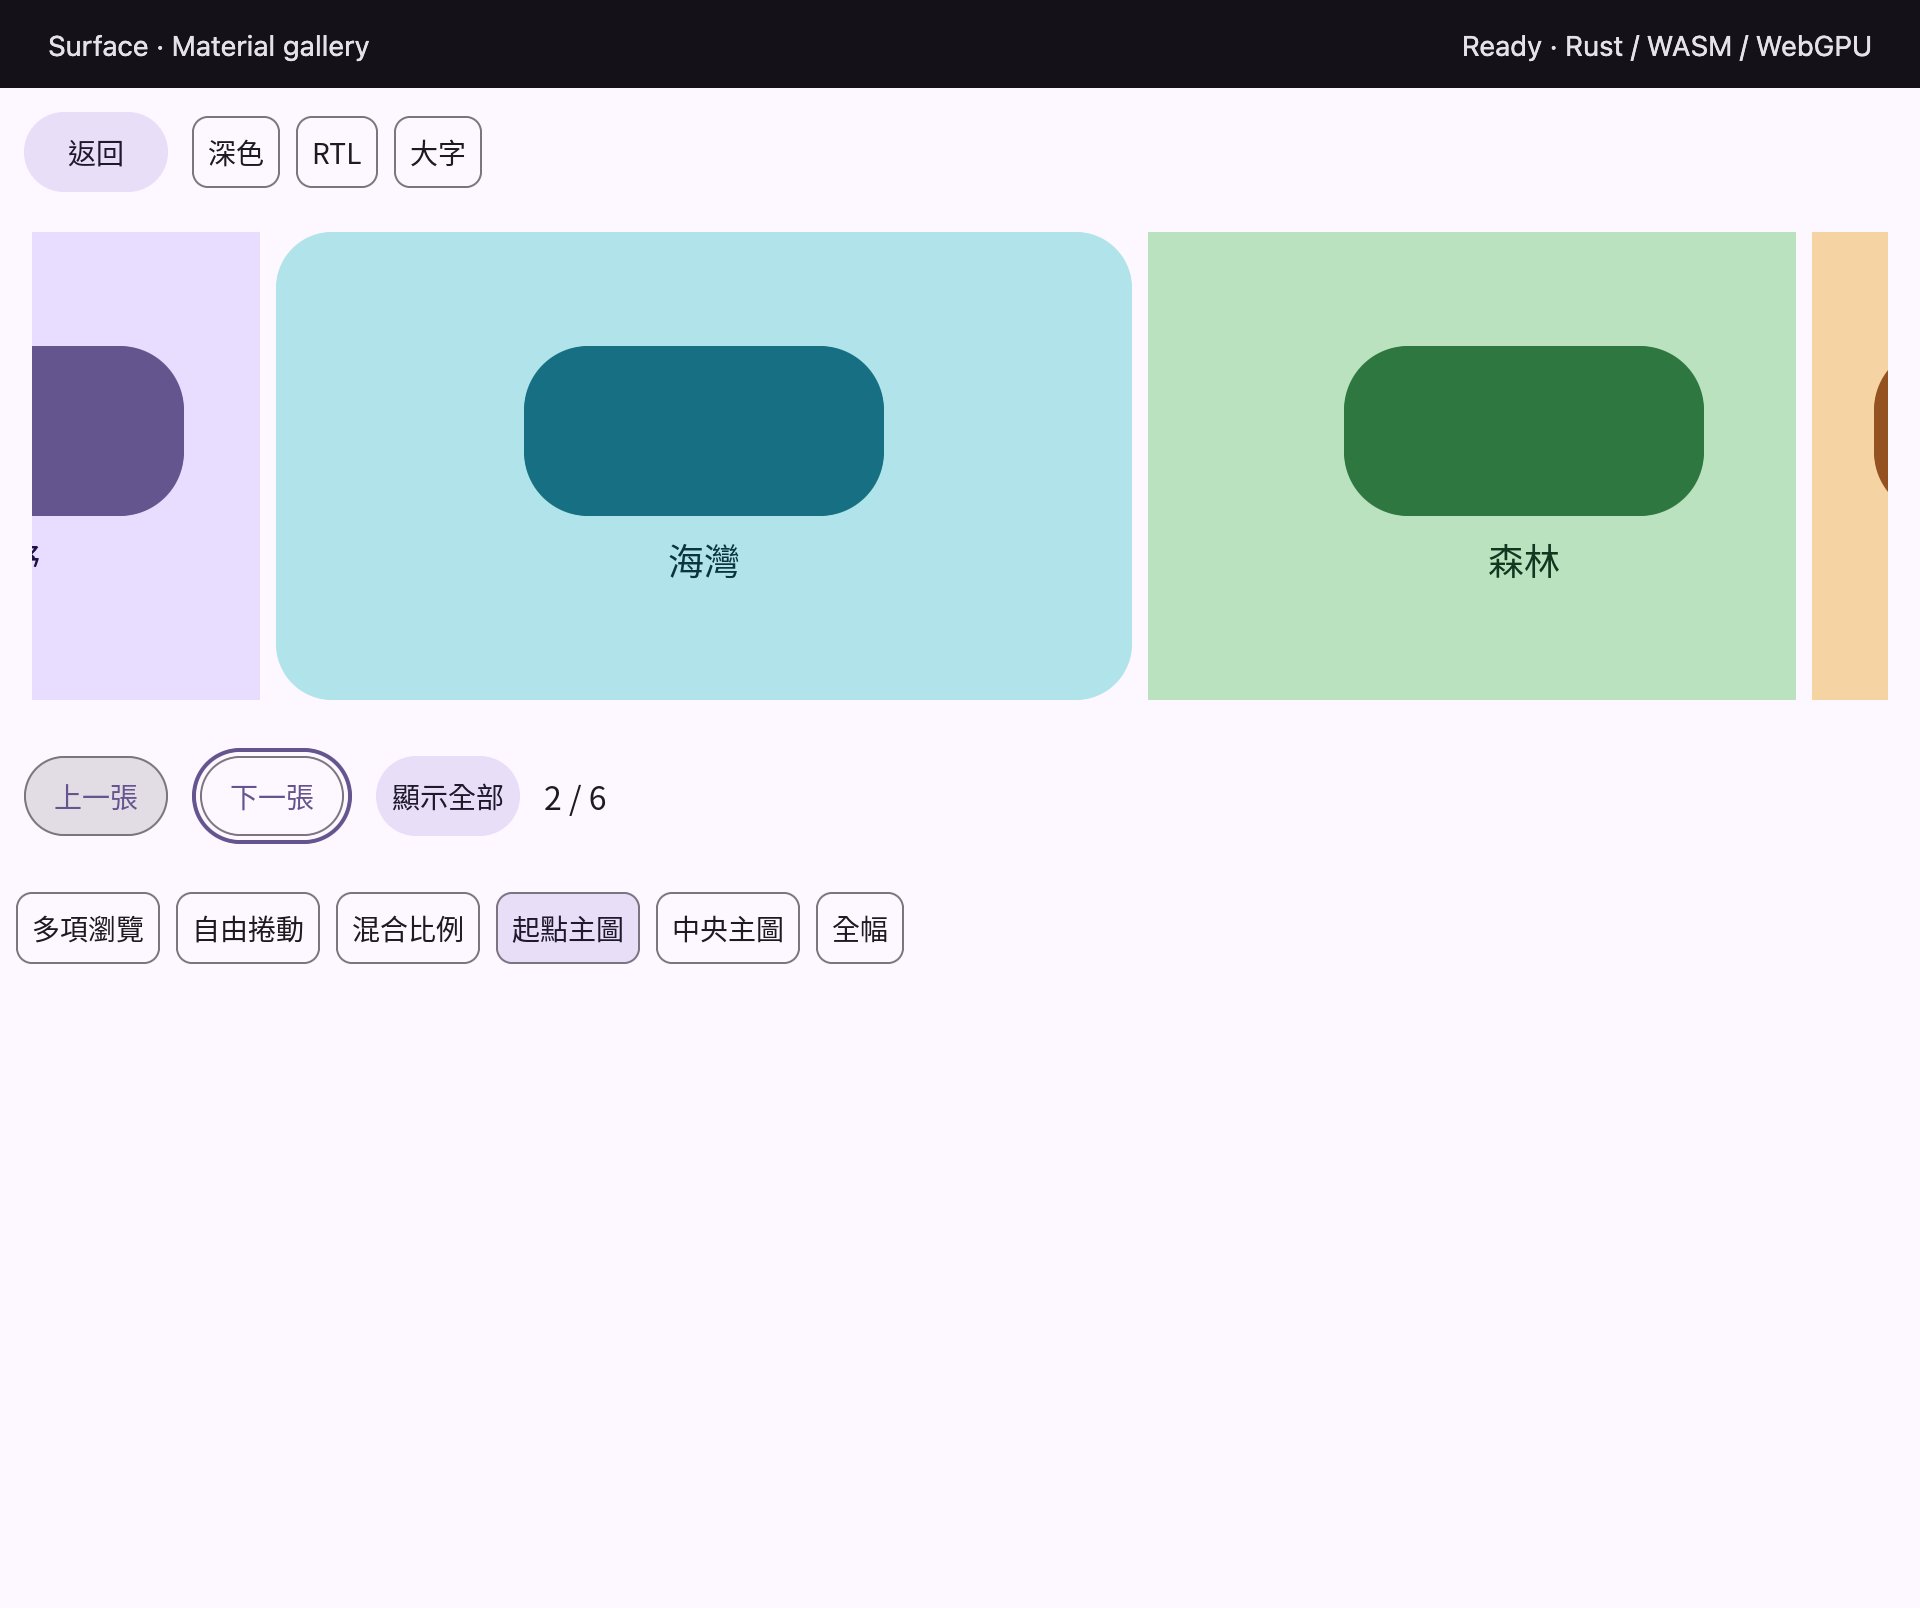 Surface · Material gallery
Ready · Rust / WASM / WebGPU
返回
深色
RTL
大字
海灣
森林
上一張
下一張
顯示全部
2 / 6
多項瀏覽
自由捲動
混合比例
起點主圖
中央主圖
全幅